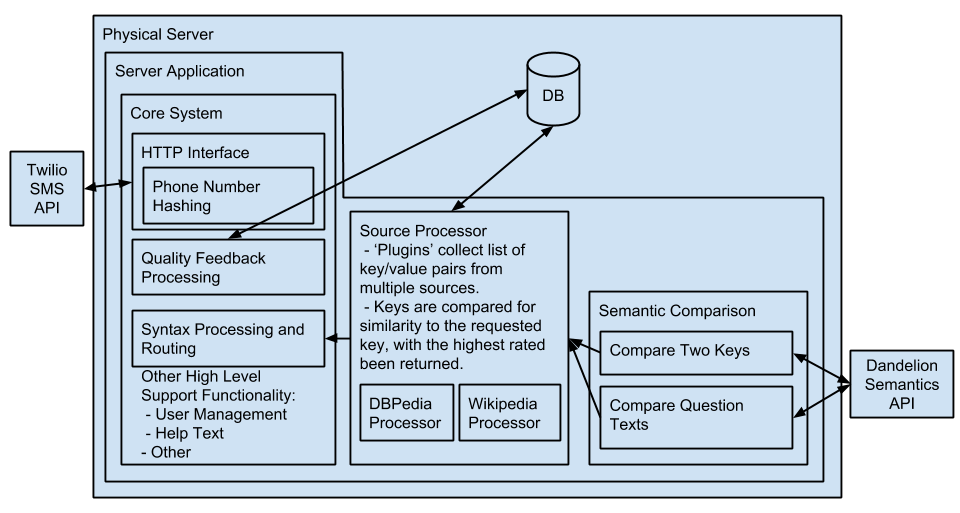 Physical Server
Server Application
Core System
HTTP Interface
Phone Number
Hashing
Twilio
SMS
API
DB
Quality Feedback
Processing
Syntax Processing and
Routing
Other High Level
Support Functionality:
- User Management
- Help Text
- Other
Source Processor
- ‘Plugins’ collect list of
key/value pairs from
multiple sources.
- Keys are compared for
similarity to the requested
key, with the highest rated
been returned.
DBPedia
Processor
Wikipedia
Processor
Semantic Comparison
Compare Two Keys
Compare Question
Texts
Dandelion
Semantics
API